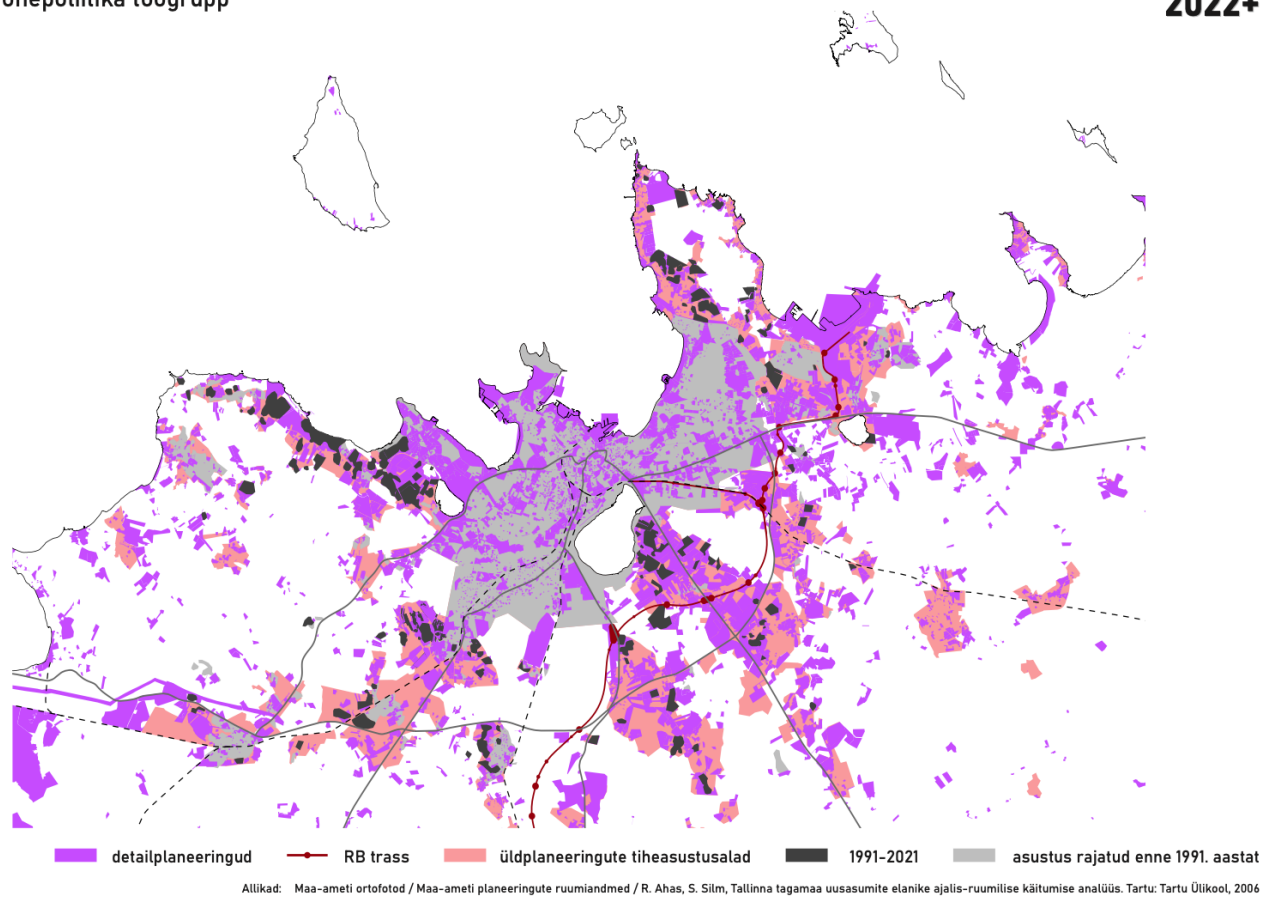 2022+
detailplaneeringud
RB trass
üldplaneeringute tiheasustusalad
1991-2021
asustus rajatud enne 1991. aastat
Allikad: Maa-ameti ortofotod / Maa-ameti planeeringute ruumiandmed / R. Ahas, S. Silm, Tallinna tagamaa uusasumite elanike ajalis-ruumilise käitumise analüüs. Tartu: Tartu Ülikool, 2006